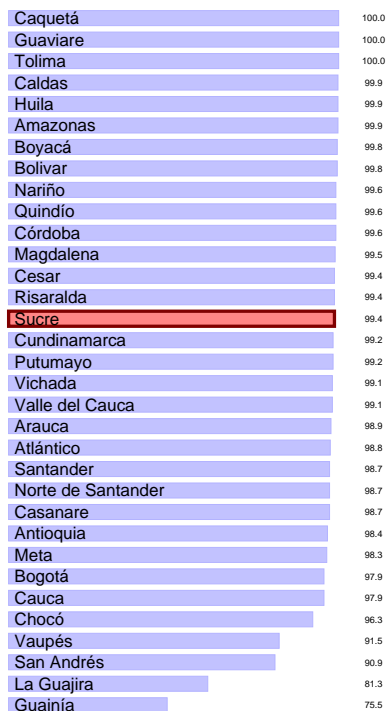 Caquetá 100.0
Guaviare 100.0
Tolima 100.0
Caldas 99.9
Huila 99.9
Amazonas 99.9
Boyacá 99.8
Bolivar 99.8
Nariño 99.6
Quindío 99.6
Córdoba 99.6
Magdalena 99.5
Cesar 99.4
Risaralda 99.4
Sucre 99.4
Cundinamarca 99.2
Putumayo 99.2
Vichada 99.1
Valle del Cauca 99.1
Arauca 98.9
Atlántico 98.8
Santander 98.7
Norte de Santander 98.7
Casanare 98.7
Antioquia 98.4
Meta 98.3
Bogotá 97.9
Cauca 97.9
Chocó 96.3
Vaupés 91.5
San Andrés 90.9
La Guajira 81.3
Guainía 75.5